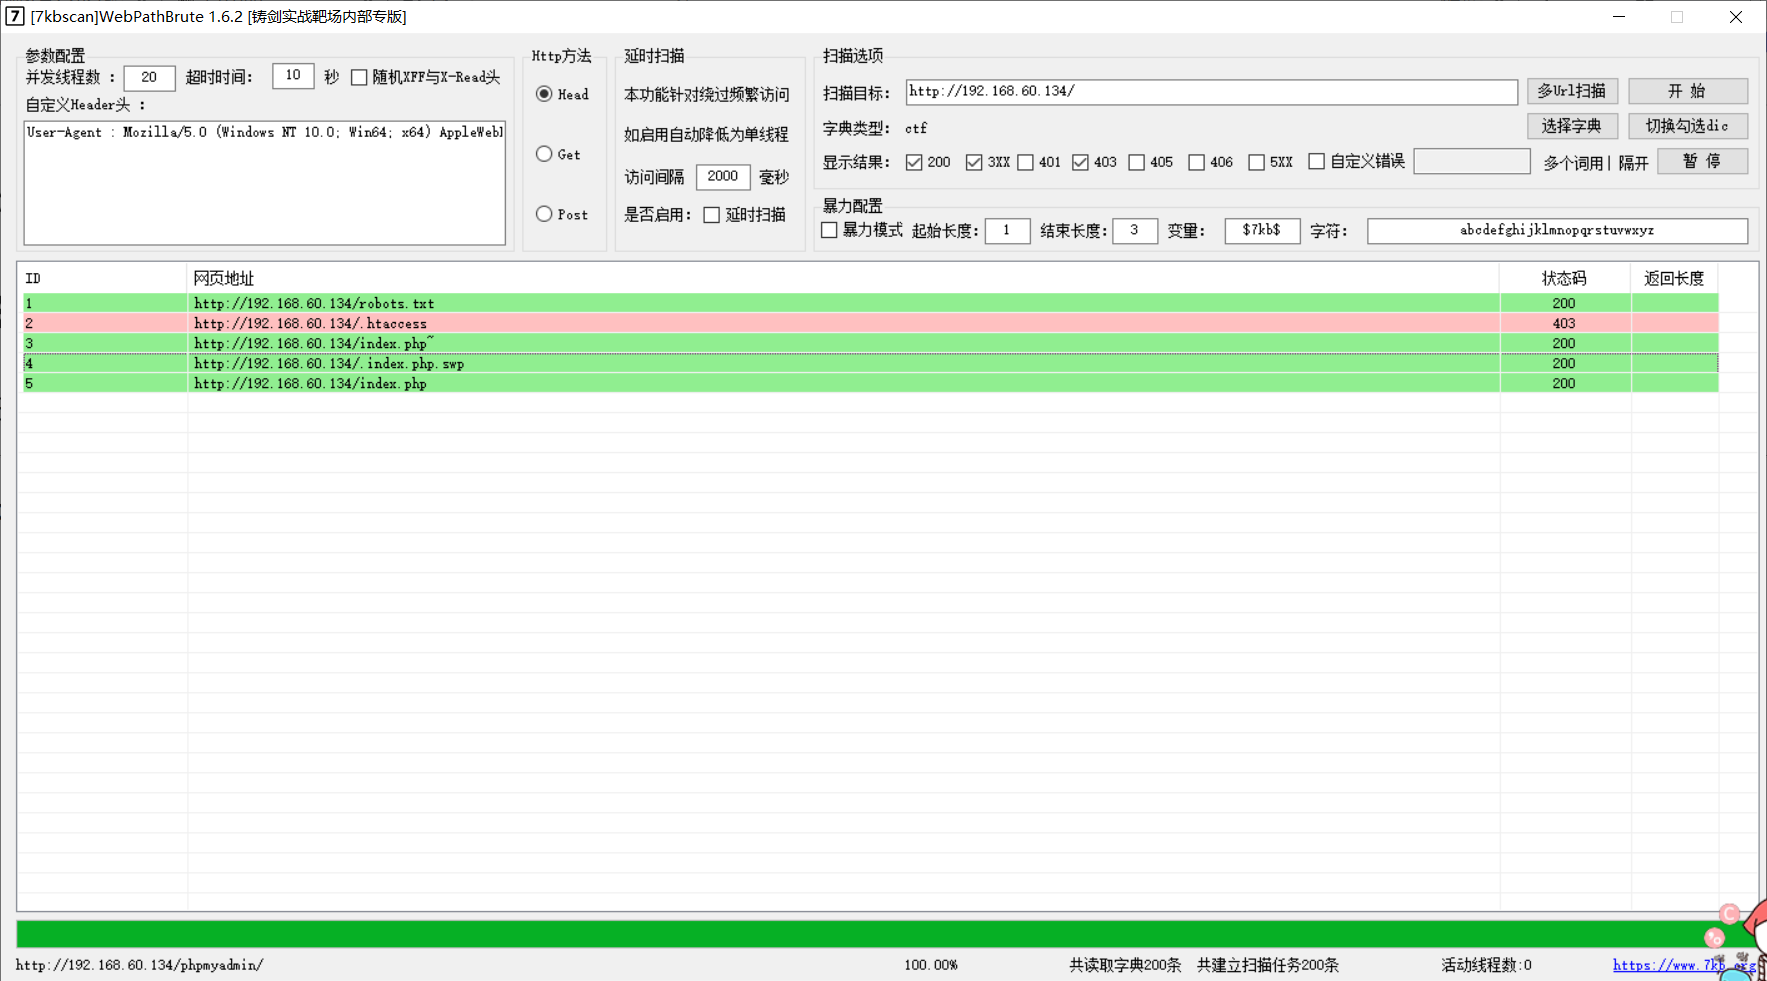 7 [7kbscan]WebPathBrute 1.6.2 [铸剑实战靶场内部专版]
参数配置
并发线程数 : 20 超时时间: 10 秒 随机XFF与X-Read头
自定义Header头 :
User-Agent : Mozilla/5.0 (Windows NT 10.0; Win64; x64) AppleWebl
Http方法
Head
Get
Post
延时扫描
本功能针对绕过频繁访问
如启用自动降低为单线程
访问间隔 2000 毫秒
是否启用: 延时扫描
扫描选项
扫描目标: http://192.168.60.134/ 多Url扫描 开 始
字典类型: ctf 选择字典 切换勾选dic
显示结果: 200 3XX 401 403 405 406 5XX 自定义错误 多个词用| 隔开 暂 停
暴力配置
暴力模式 起始长度: 1 结束长度: 3 变量: $7kb$ 字符: abcdefghijklmnopqrstuvwxyz
ID 网页地址 状态码 返回长度
1 http://192.168.60.134/robots.txt 200
2 http://192.168.60.134/.htaccess 403
3 http://192.168.60.134/index.php~ 200
4 http://192.168.60.134/.index.php.swp 200
5 http://192.168.60.134/index.php 200
http://192.168.60.134/phpmyadmin/ 100.00% 共读取字典200条 共建立扫描任务200条 活动线程数:0 https://www.7kb.org